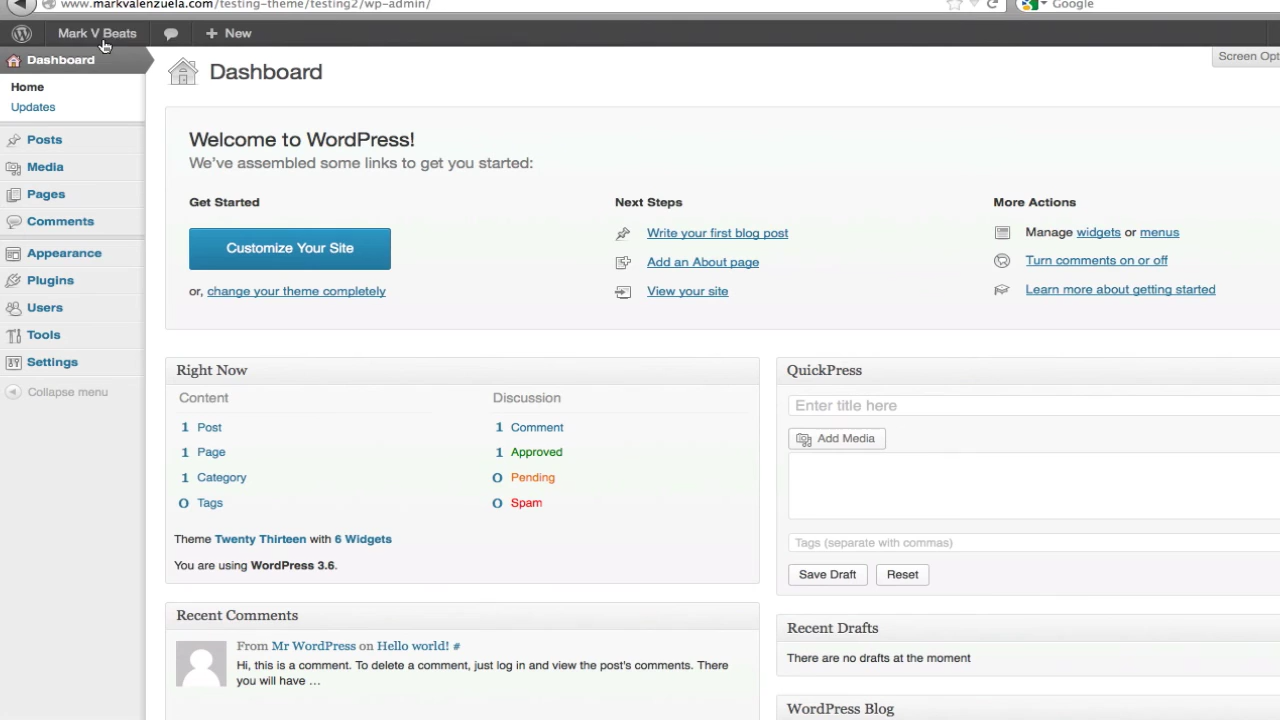 www.markvalenzuela.com/testing-theme/testing2/wp-admin/
Google
Mark V Beats
New
Dashboard
Home
Updates
Posts
Media
Pages
Comments
Appearance
Plugins
Users
Tools
Settings
Collapse menu
Dashboard
Screen Opt
Welcome to WordPress!
We've assembled some links to get you started:
Get Started
Customize Your Site
or, change your theme completely
Next Steps
Write your first blog post
Add an About page
View your site
More Actions
Manage widgets or menus
Turn comments on or off
Learn more about getting started
Right Now
Content
1 Post
1 Page
1 Category
0 Tags
Discussion
1 Comment
1 Approved
0 Pending
0 Spam
Theme Twenty Thirteen with 6 Widgets
You are using WordPress 3.6.
Recent Comments
From Mr WordPress on Hello world! #
Hi, this is a comment. To delete a comment, just log in and view the post's comments. There
you will have …
QuickPress
Enter title here
Add Media
Tags (separate with commas)
Save Draft
Reset
Recent Drafts
There are no drafts at the moment
WordPress Blog